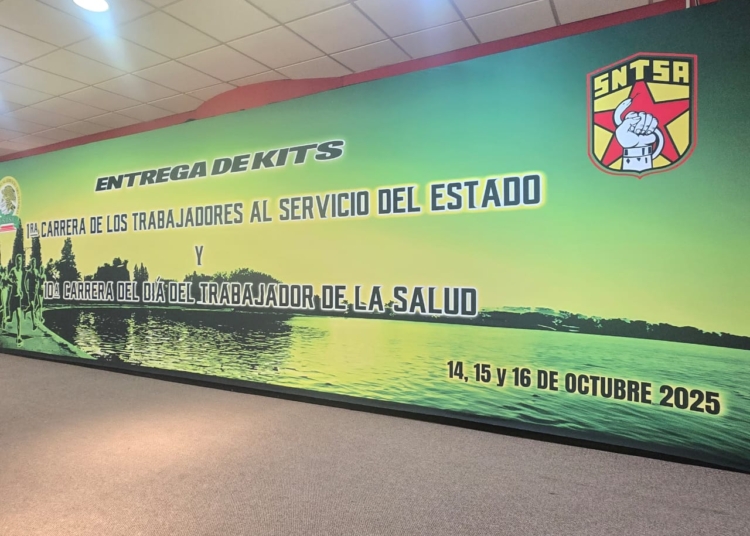 SNTSA
ENTREGA DE KITS
1RA CARRERA DE LOS TRABAJADORES AL SERVICIO DEL ESTADO
Y
10A CARRERA DEL DIA DEL TRABAJADOR DE LA SALUD
14, 15 y 16 DE OCTUBRE 2025